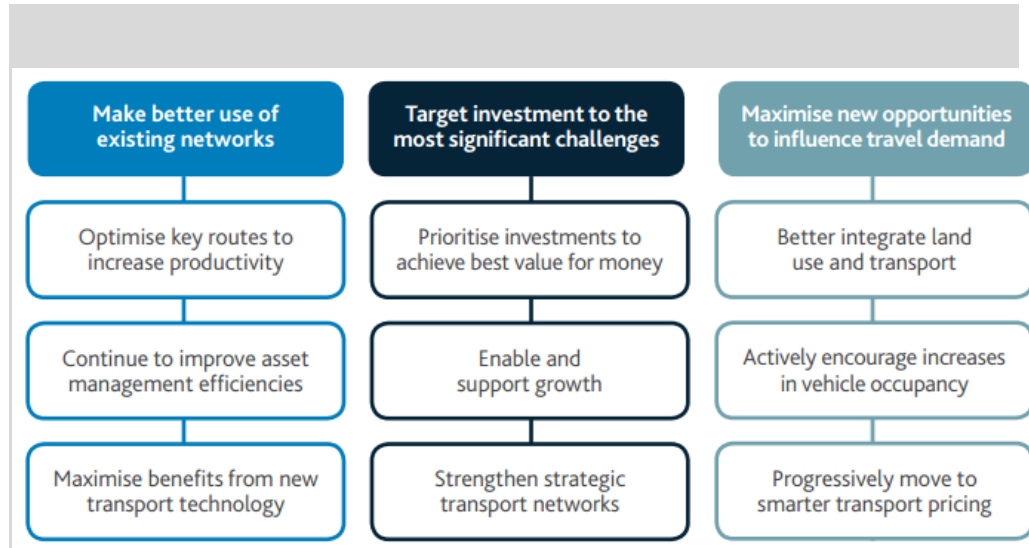 Make better use of
existing networks
Optimise key routes to
increase productivity
Continue to improve asset
management efficiencies
Maximise benefits from new
transport technology
Target investment to the
most significant challenges
Prioritise investments to
achieve best value for money
Enable and
support growth
Strengthen strategic
transport networks
Maximise new opportunities
to influence travel demand
Better integrate land
use and transport
Actively encourage increases
in vehicle occupancy
Progressively move to
smarter transport pricing